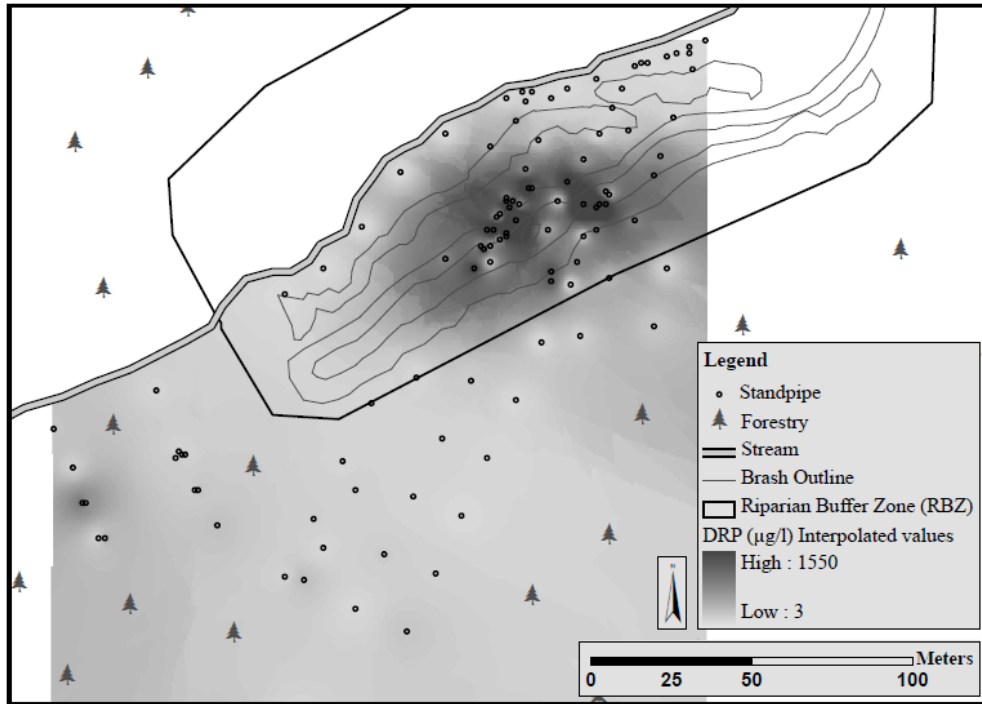 Legend
Standpipe
Forestry
Stream
Brash Outline
Riparian Buffer Zone (RBZ)
DRP (µg/l) Interpolated values
High : 1550
Low : 3
N
Meters
0 25 50 100